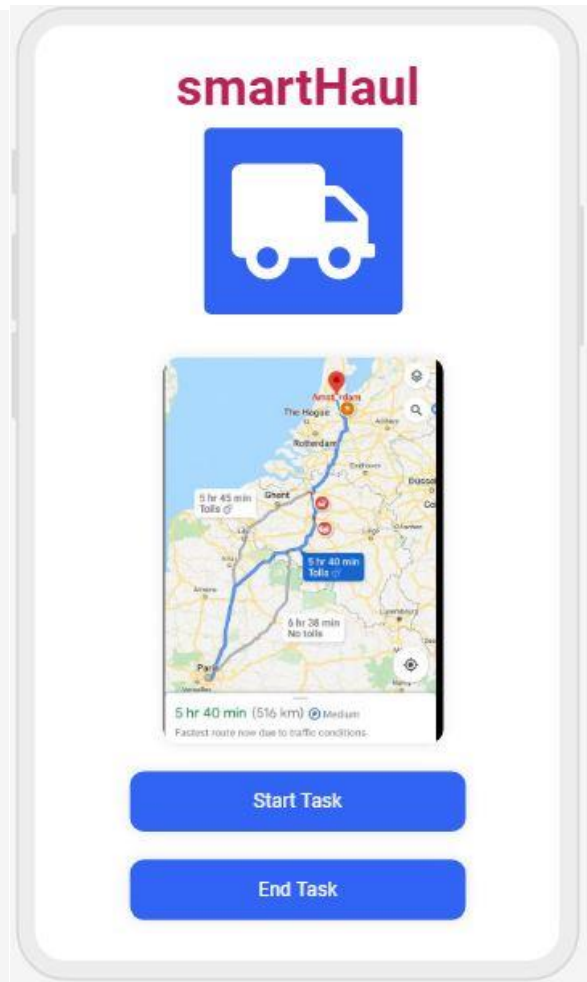 smartHaul
Amsterdam
The Hague
Rotterdam
5 hr 45 min
Tolls
Ghent
5 hr 40 min
Tolls
6 hr 38 min
No tolls
Paris
5 hr 40 min (516 km) P Medium
Fastest route now due to traffic conditions
Start Task
End Task